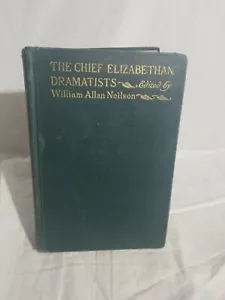 THE CHIEF ELIZABETHAN
DRAMATISTS Edited by
William Allan Neilson